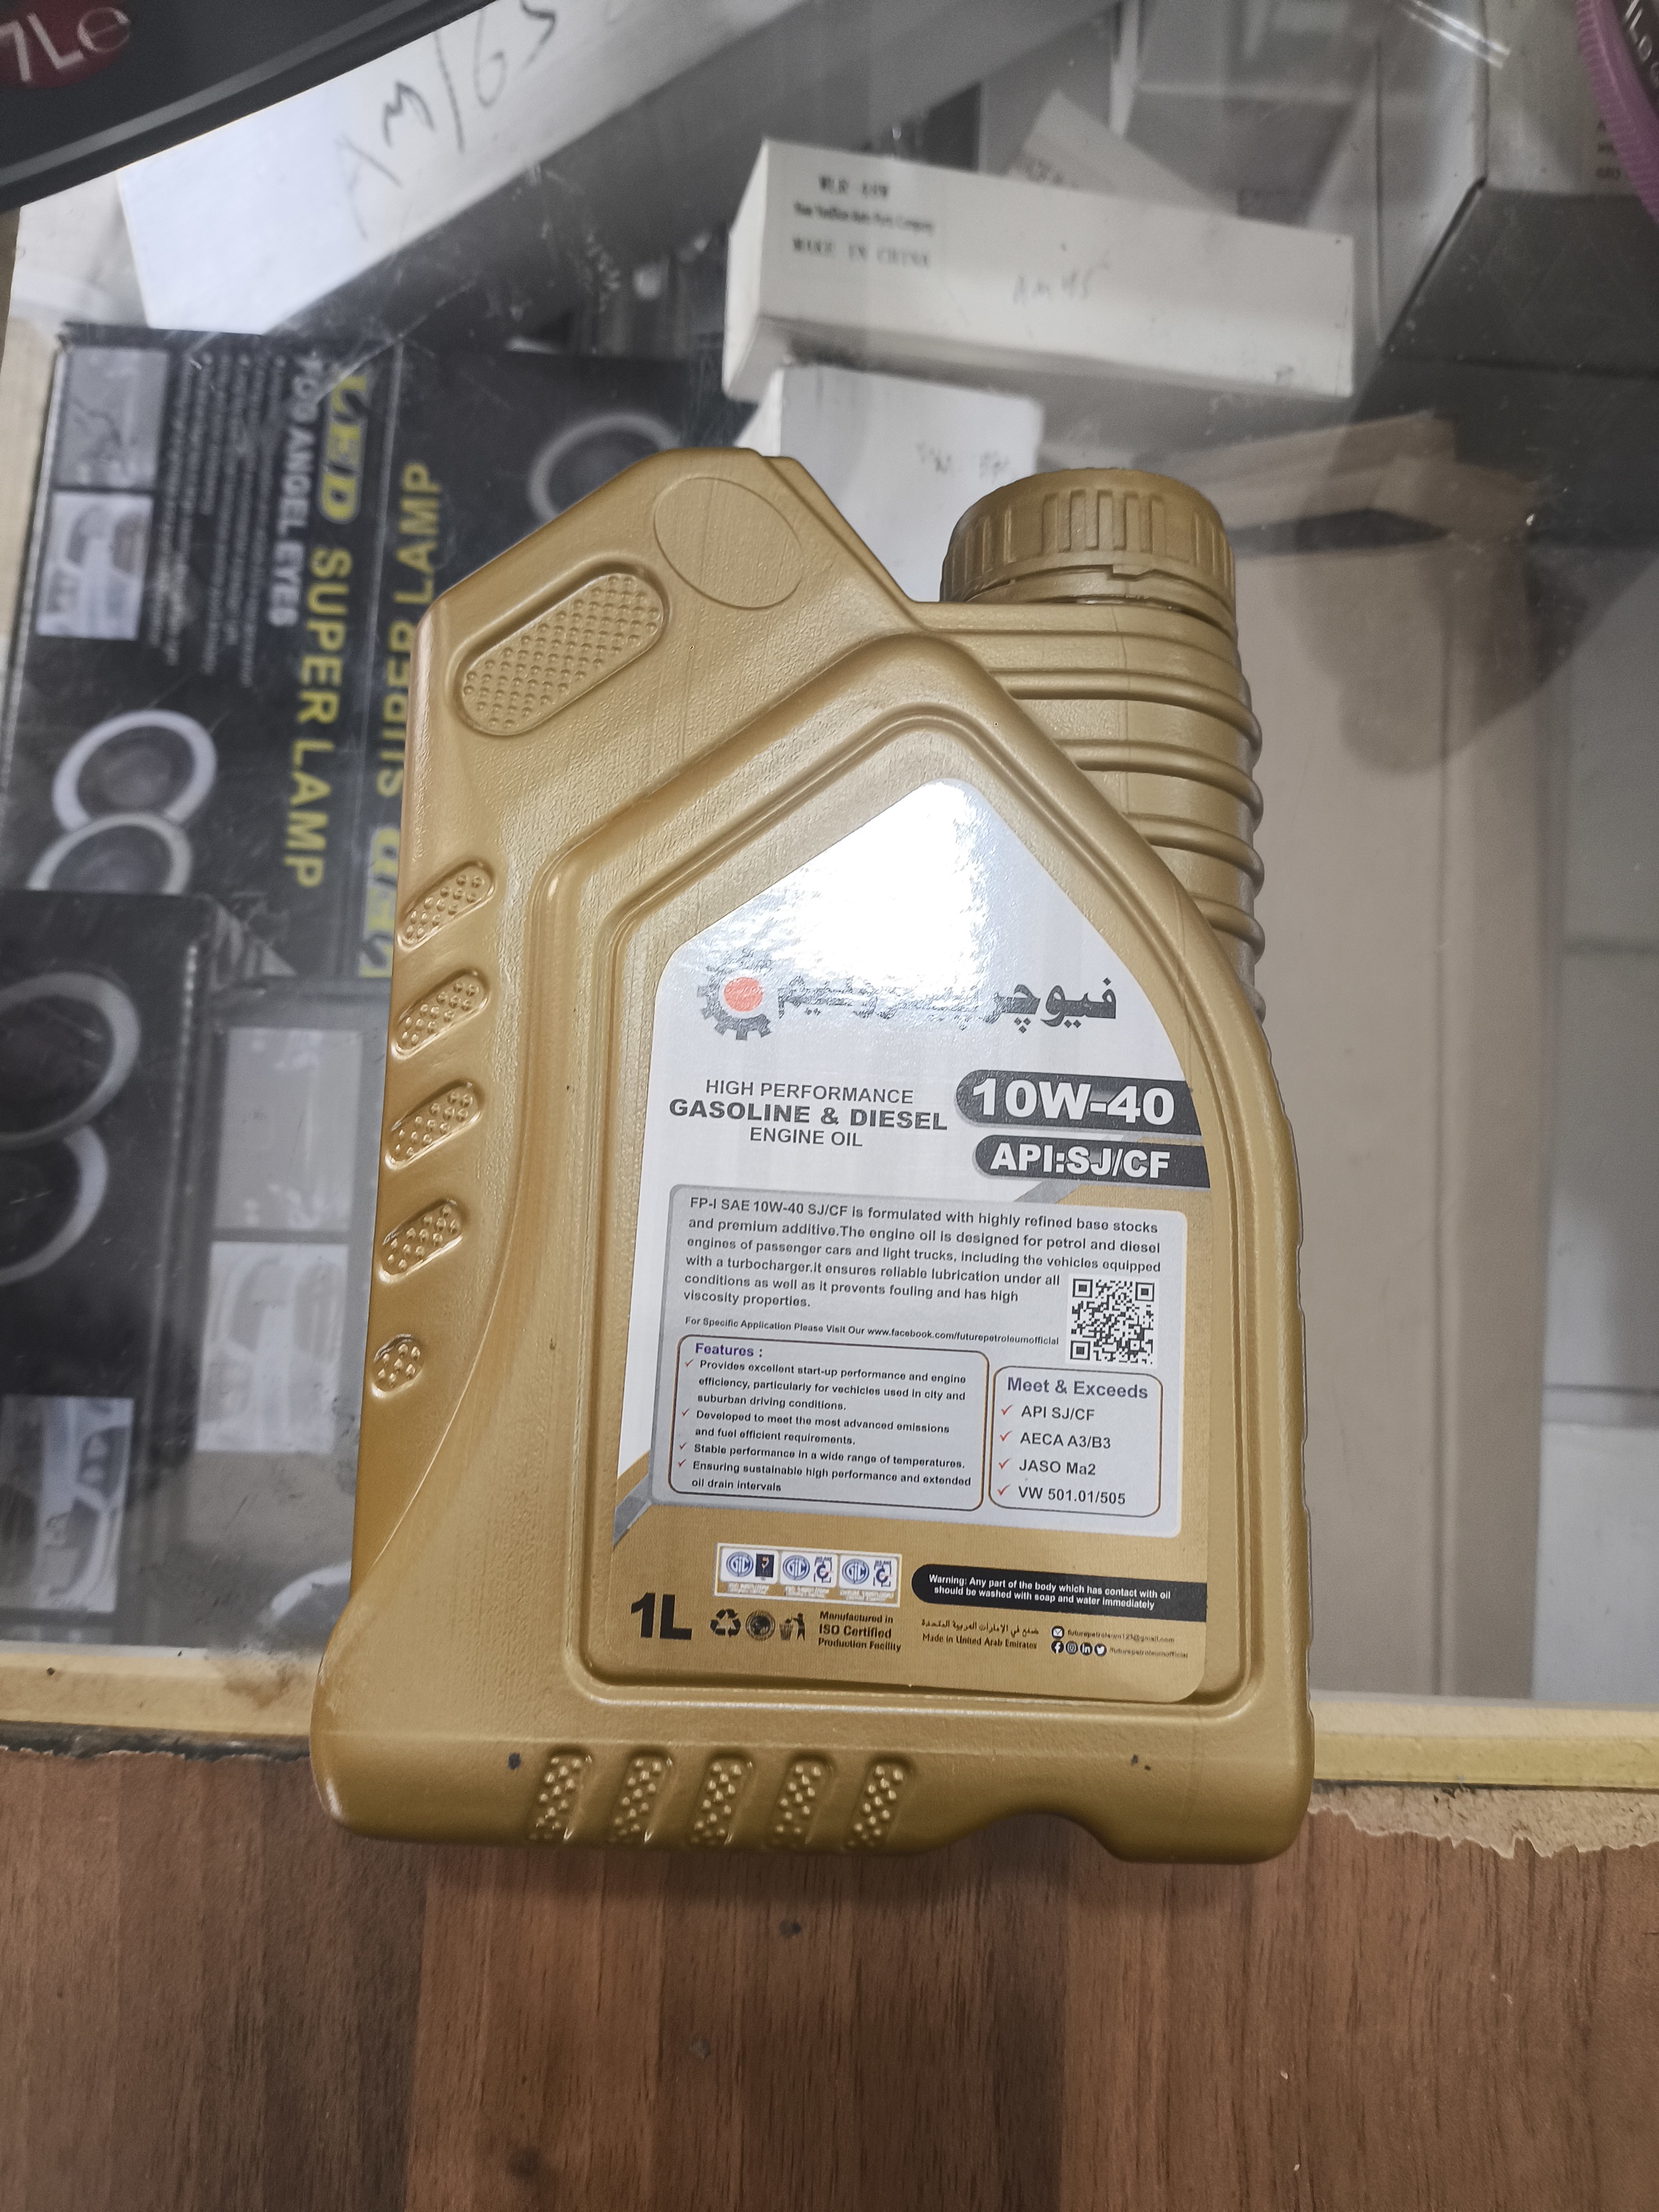 7Le
AM/65
MAKE IN CHINA
LED SUPER LAMP
TOO ANGEL EYES
SUPER LAMP
فيوچر
HIGH PERFORMANCE
GASOLINE & DIESEL
ENGINE OIL
10W-40
API:SJ/CF
FP-I SAE 10W-40 SJ/CF is formulated with highly refined base stocks
and premium additive.The engine oil is designed for petrol and diesel
engines of passenger cars and light trucks, including the vehicles equipped
with a turbocharger.it ensures reliable lubrication under all
conditions as well as it prevents fouling and has high
viscosity properties.
For Specific Application Please Visit Our www.facebook.com/futurepetroleumofficial
Features :
Provides excellent start-up performance and engine
efficiency, particularly for vechicles used in city and
suburban driving conditions.
Developed to meet the most advanced emissions
and fuel efficient requirements.
Stable performance in a wide range of temperatures.
Ensuring sustainable high performance and extended
oil drain intervals
Meet & Exceeds
API SJ/CF
AECA A3/B3
JASO Ma2
VW 501.01/505
Warning: Any part of the body which has contact with oil
should be washed with soap and water immediately
1L
Manufactured in
ISO Certified
Production Facility
صنع في الإمارات العربية المتحدة
Made in United Arab Emirates
futurepetroleum123@gmail.com
/futurepetroleumofficial